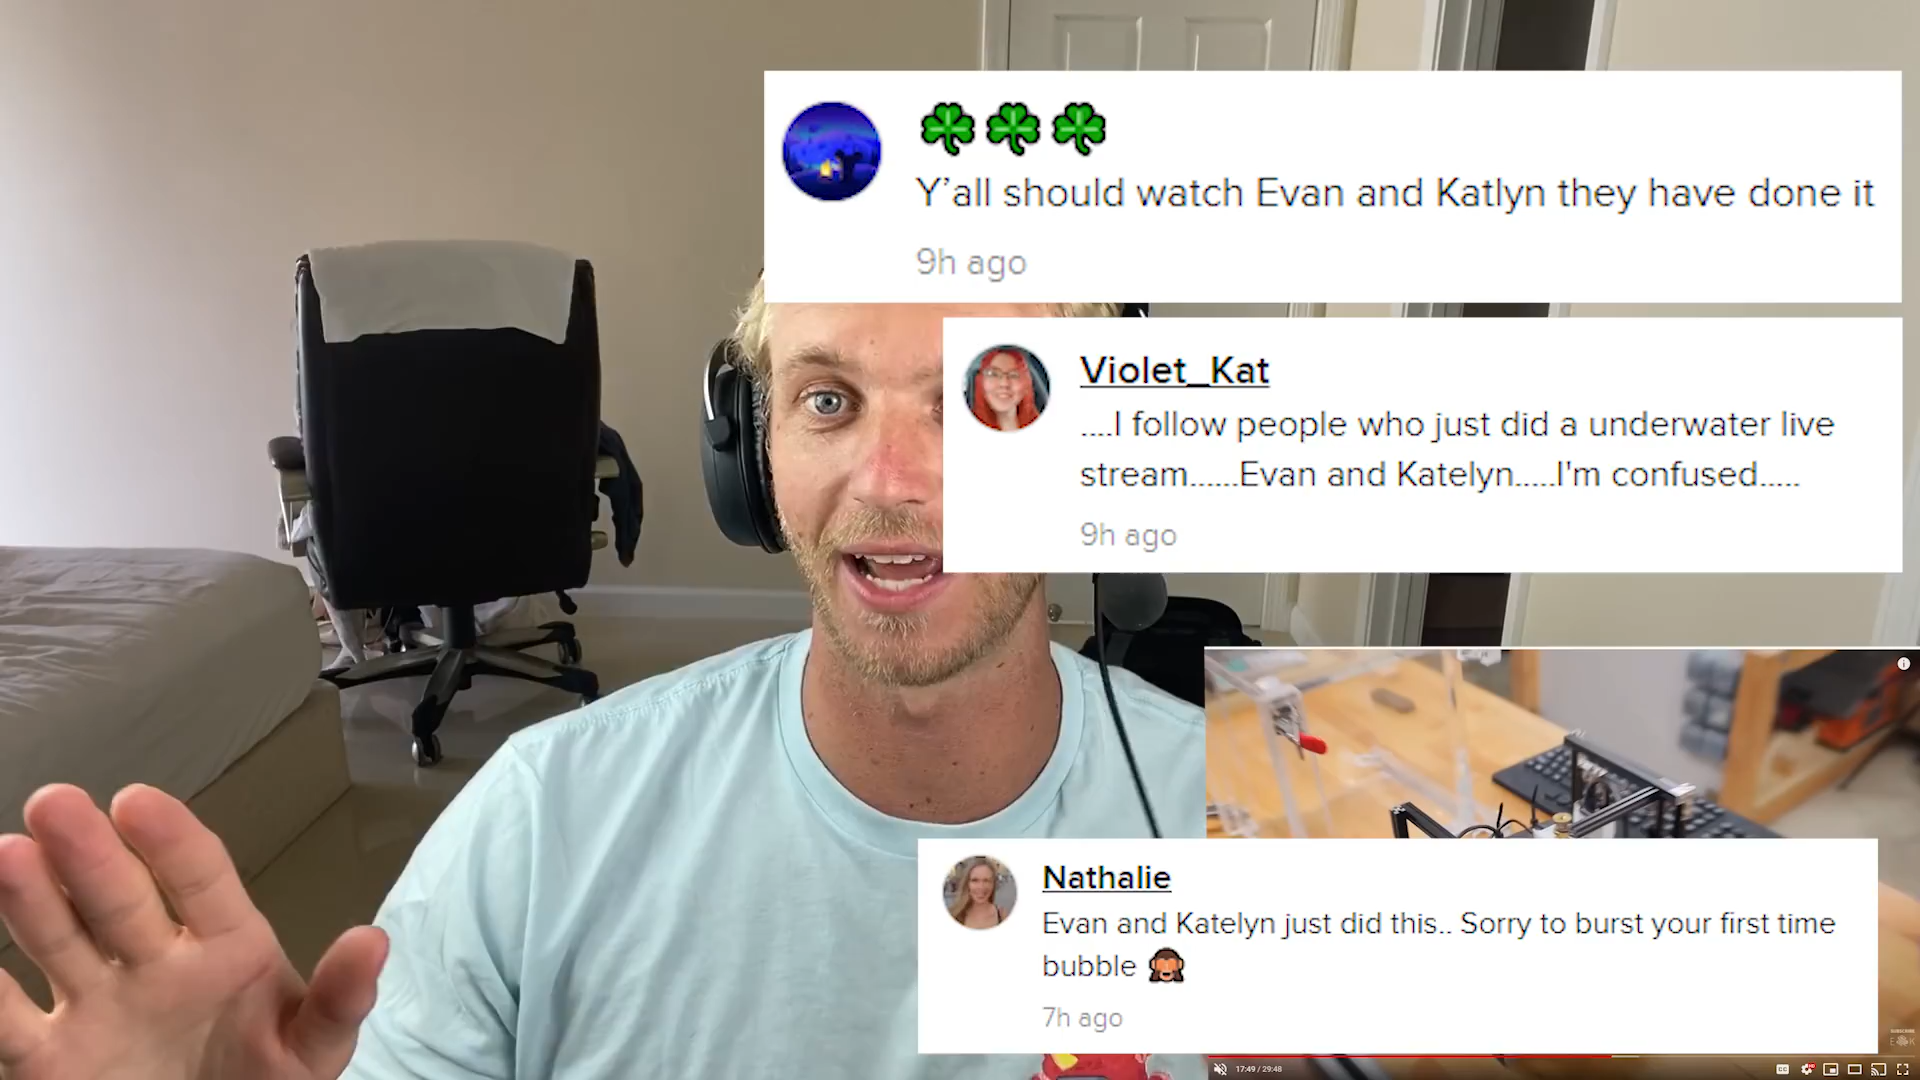 ☘☘☘
Y’all should watch Evan and Katlyn they have done it
9h ago
Violet_Kat
....I follow people who just did a underwater live
stream......Evan and Katelyn.....I'm confused.....
9h ago
Nathalie
Evan and Katelyn just did this.. Sorry to burst your first time
bubble 🙈
7h ago
SUBSCRIBE
E☘K
17:49 / 29:48